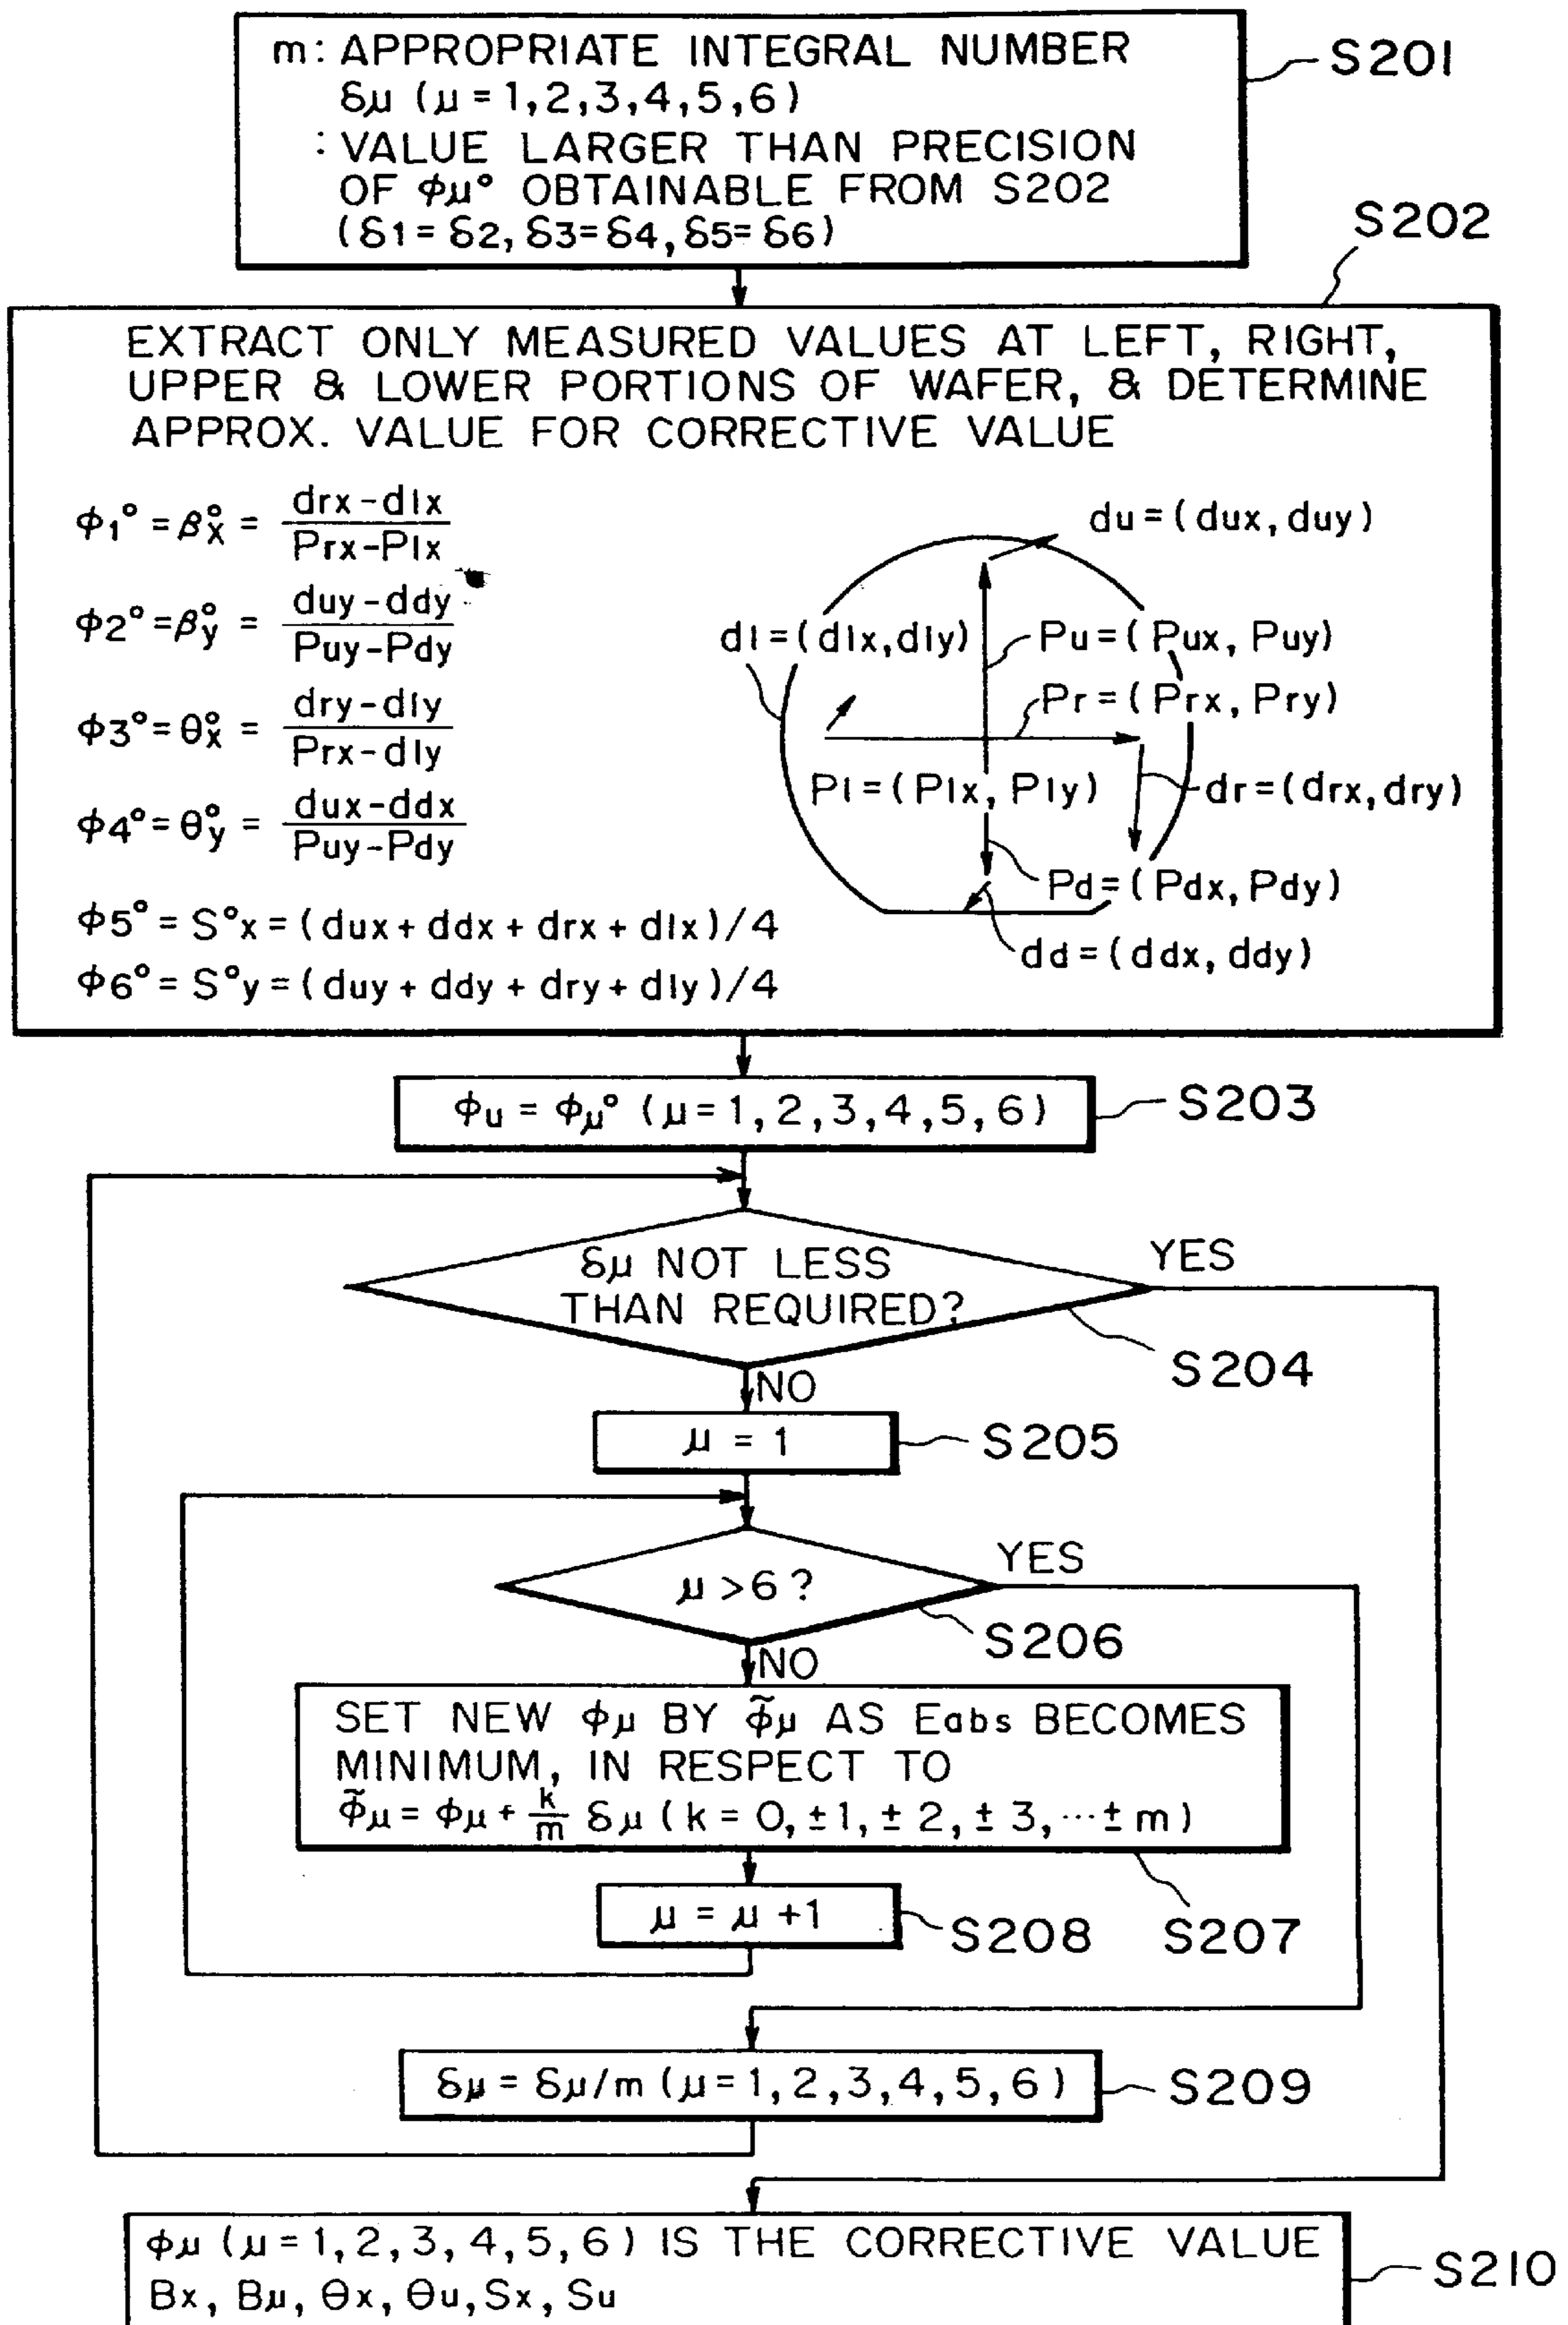 m: APPROPRIATE INTEGRAL NUMBER
δμ (μ = 1,2,3,4,5,6)
: VALUE LARGER THAN PRECISION
OF φμ° OBTAINABLE FROM S202
(δ1 = δ2, δ3 = δ4, δ5 = δ6)
S201
S202
EXTRACT ONLY MEASURED VALUES AT LEFT, RIGHT,
UPPER & LOWER PORTIONS OF WAFER, & DETERMINE
APPROX. VALUE FOR CORRECTIVE VALUE
φ1° = β°x = drx - dlx / Prx - Plx
φ2° = β°y = duy - ddy / Puy - Pdy
φ3° = θ°x = dry - dly / Prx - dly
φ4° = θ°y = dux - ddx / Puy - Pdy
φ5° = S°x = (dux + ddx + drx + dlx)/4
φ6° = S°y = (duy + ddy + dry + dly)/4
du = (dux, duy)
dl = (dlx, dly)
Pu = (Pux, Puy)
Pr = (Prx, Pry)
Pl = (Plx, Ply)
dr = (drx, dry)
Pd = (Pdx, Pdy)
dd = (ddx, ddy)
φu = φμ° (μ = 1,2,3,4,5,6)
S203
δμ NOT LESS
THAN REQUIRED?
YES
S204
NO
μ = 1
S205
μ > 6 ?
YES
S206
NO
SET NEW φμ BY φ̃μ AS Eabs BECOMES
MINIMUM, IN RESPECT TO
φ̃μ = φμ + k/m δμ (k = 0, ±1, ±2, ±3, ··· ± m)
S207
μ = μ +1
S208
δμ = δμ/m (μ = 1,2,3,4,5,6)
S209
φμ (μ = 1,2,3,4,5,6) IS THE CORRECTIVE VALUE
Bx, Bμ, θx, θu, Sx, Su
S210